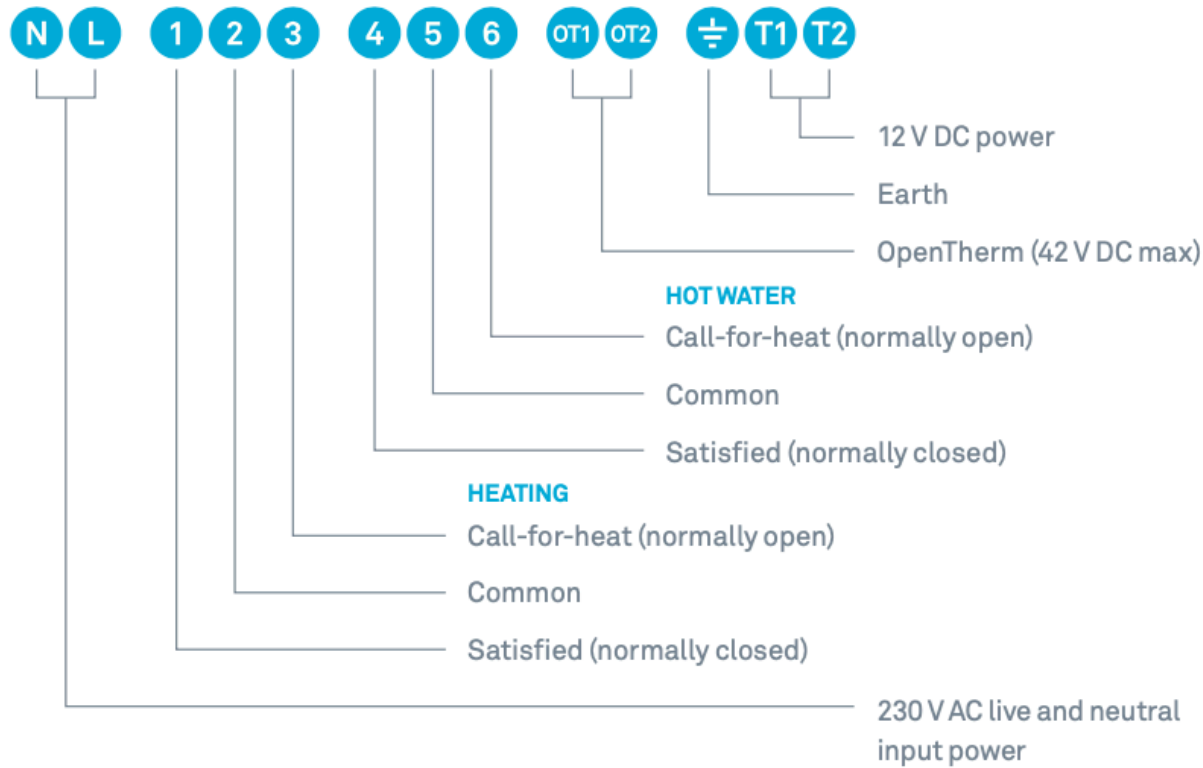 N L 1 2 3 4 5 6 OT1 OT2 T1 T2
12 V DC power
Earth
OpenTherm (42 V DC max)
HOT WATER
Call-for-heat (normally open)
Common
Satisfied (normally closed)
HEATING
Call-for-heat (normally open)
Common
Satisfied (normally closed)
230 V AC live and neutral
input power